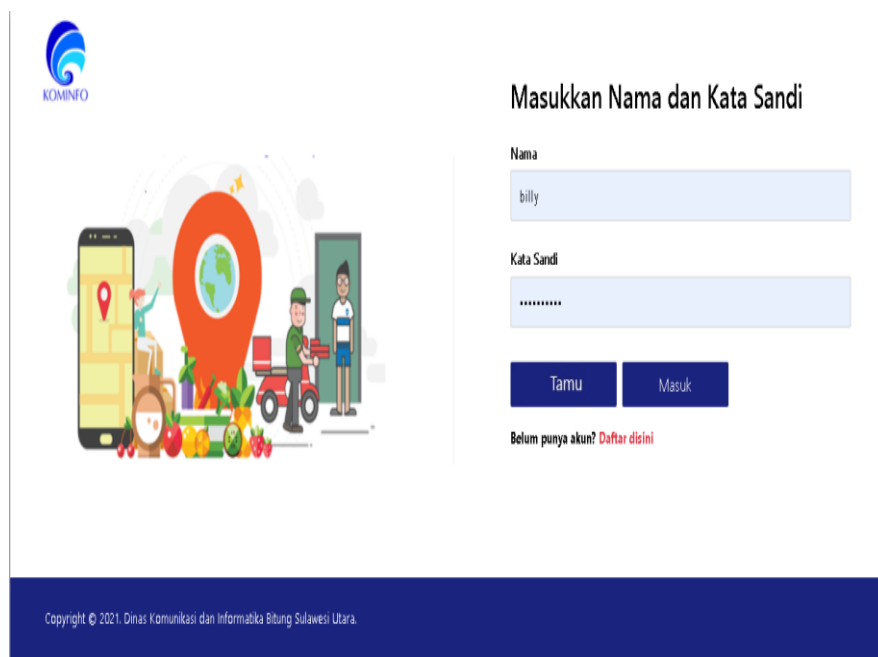 KOMINFO
Masukkan Nama dan Kata Sandi
Nama
billy
Kata Sandi
..........
Tamu
Masuk
Belum punya akun? Daftar disini
Copyright © 2021. Dinas Komunikasi dan Informatika Bitung Sulawesi Utara.